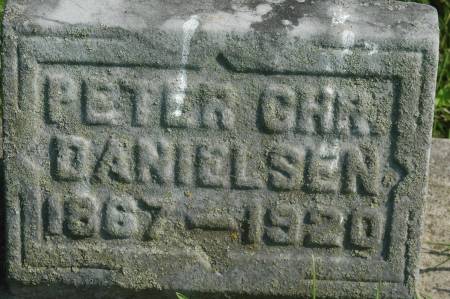 PETER CHR.
DANIELSEN
1867-1920